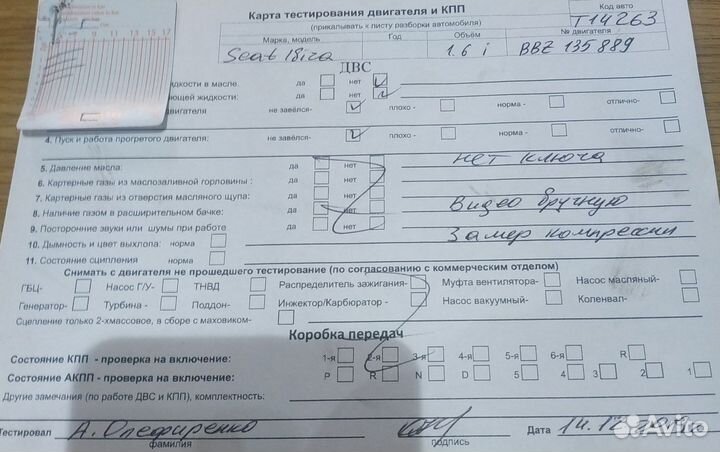 Карта тестирования двигателя и КПП
(прикалывать к листу разборки автомобиля)
Код авто
T14263
Марка, модель
Год
Объём
№ двигателя
Seat Ibiza
1.6 i
BBZ 135889
ДВС
жидкости в масле да нет
ющей жидкости: да нет
двигателя не завёлся- плохо - норма - отлично-
4. Пуск и работа прогретого двигателя: не завёлся- плохо - норма - отлично-
5. Давление масла: да нет нет ключа
6. Картерные газы из маслозаливной горловины : да нет
7. Картерные газы из отверстия масляного щупа: да нет Видео вручную
8. Наличие газом в расширительном бачке: да нет
9. Посторонние звуки или шумы при работе да нет Замер компрессии
10. Дымность и цвет выхлопа: норма
11. Состояние сцепления норма
Снимать с двигателя не прошедшего тестирование (по согласованию с коммерческим отделом)
ГБЦ- Насос Г/У- ТНВД Распределитель зажигания- Муфта вентилятора- Насос масляный-
Генератор- Турбина - Поддон- Инжектор/Карбюратор - Насос вакуумный- Коленвал-
Сцепление только 2-хмассовое, в сборе с маховиком-
Коробка передач
Состояние КПП - проверка на включение: 1-я 2-я 3-я 4-я 5-я 6-я R
Состояние АКПП - проверка на включение: P R N D 5 4 3 2 1
Другие замечания (по работе ДВС и КПП), комплектность:
Тестировал А. Олефиренко Дата 14.12
фамилия подпись
Avito